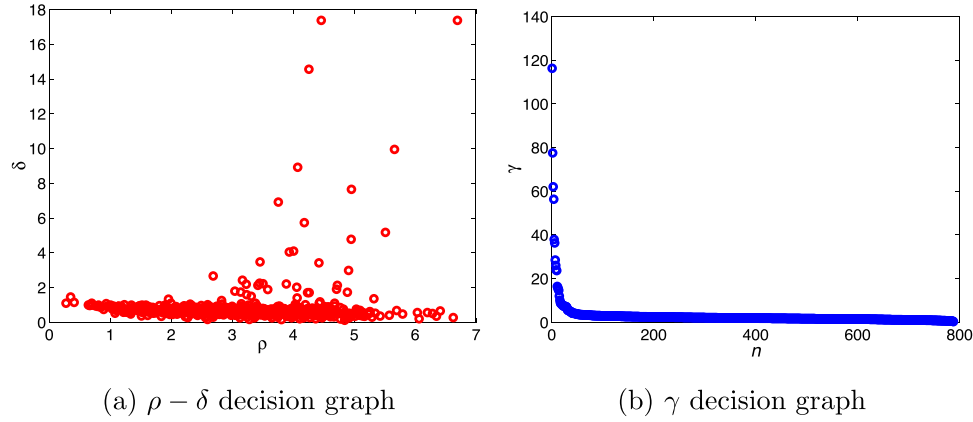 18
16
14
12
10
8
6
4
2
0
δ
0 1 2 3 4 5 6 7
ρ
140
120
100
80
60
40
20
0
γ
0 200 400 600 800
n
(a) ρ − δ decision graph
(b) γ decision graph